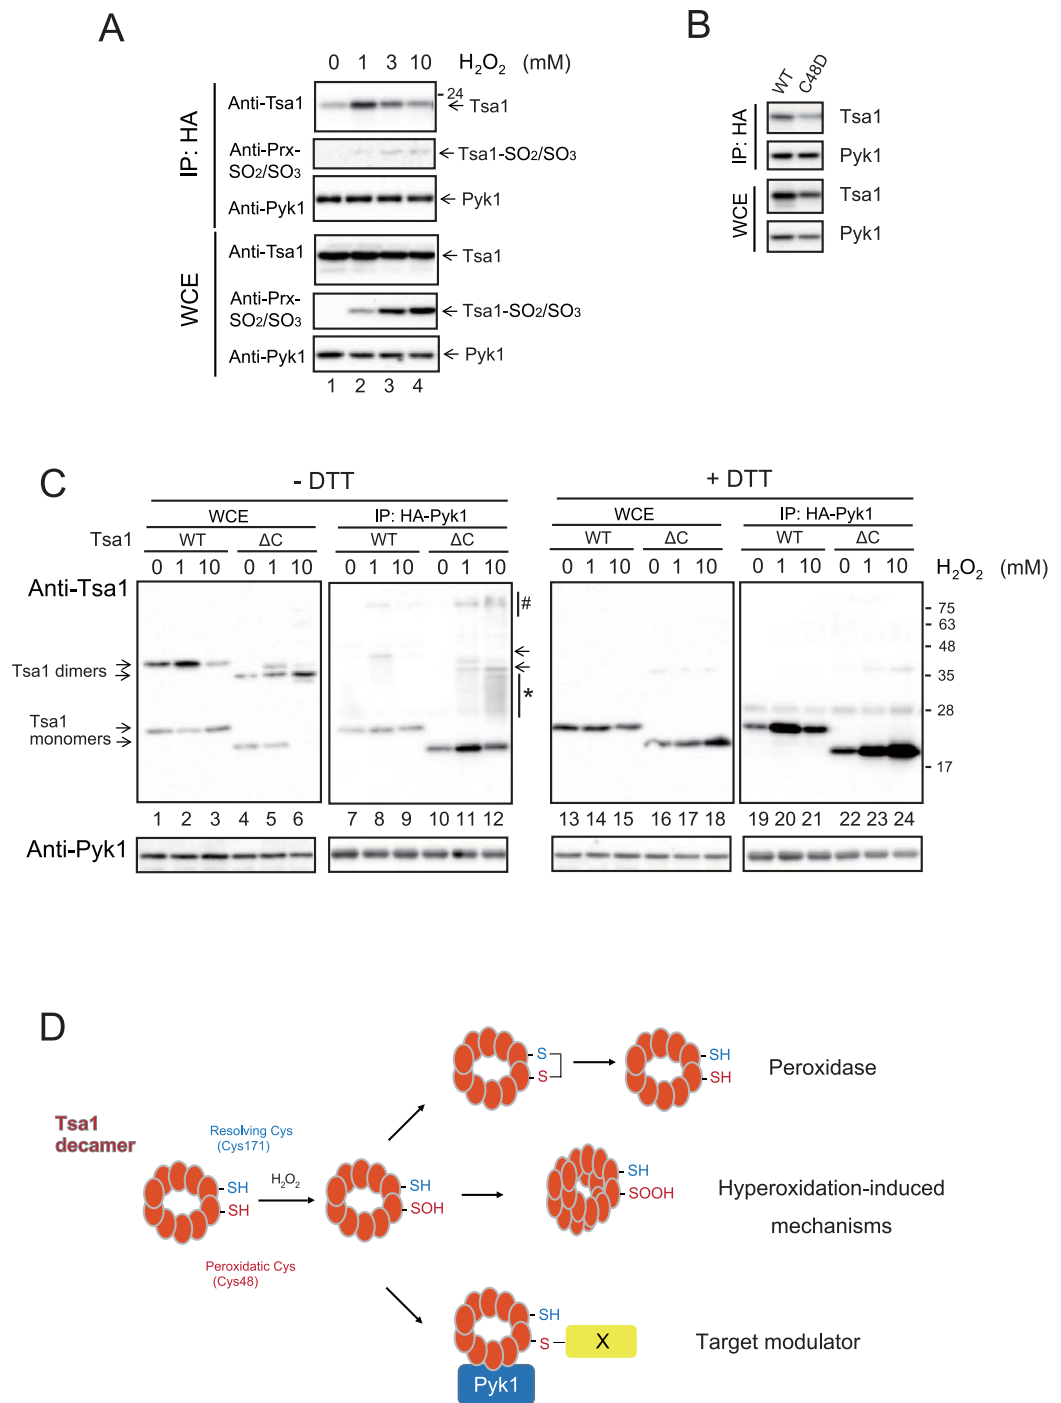 A
0 1 3 10 H2O2 (mM)
IP: HA
Anti-Tsa1
24
Tsa1
Anti-Prx-
SO2/SO3
Tsa1-SO2/SO3
Anti-Pyk1
Pyk1
WCE
Anti-Tsa1
Tsa1
Anti-Prx-
SO2/SO3
Tsa1-SO2/SO3
Anti-Pyk1
Pyk1
1 2 3 4
B
WT C48D
IP: HA
Tsa1
Pyk1
WCE
Tsa1
Pyk1
C
- DTT + DTT
WCE IP: HA-Pyk1 WCE IP: HA-Pyk1
Tsa1 WT ΔC WT ΔC WT ΔC WT ΔC
0 1 10 0 1 10 0 1 10 0 1 10 0 1 10 0 1 10 0 1 10 0 1 10 H2O2 (mM)
Anti-Tsa1
#
75
63
48
Tsa1 dimers
35
*
28
Tsa1
monomers
17
1 2 3 4 5 6 7 8 9 10 11 12 13 14 15 16 17 18 19 20 21 22 23 24
Anti-Pyk1
D
Tsa1
decamer
Resolving Cys
(Cys171)
SH
SH
H2O2
Peroxidatic Cys
(Cys48)
SH
SOH
S
S
SH
SH
Peroxidase
SH
SOOH
Hyperoxidation-induced
mechanisms
SH
S
X
Pyk1
Target modulator